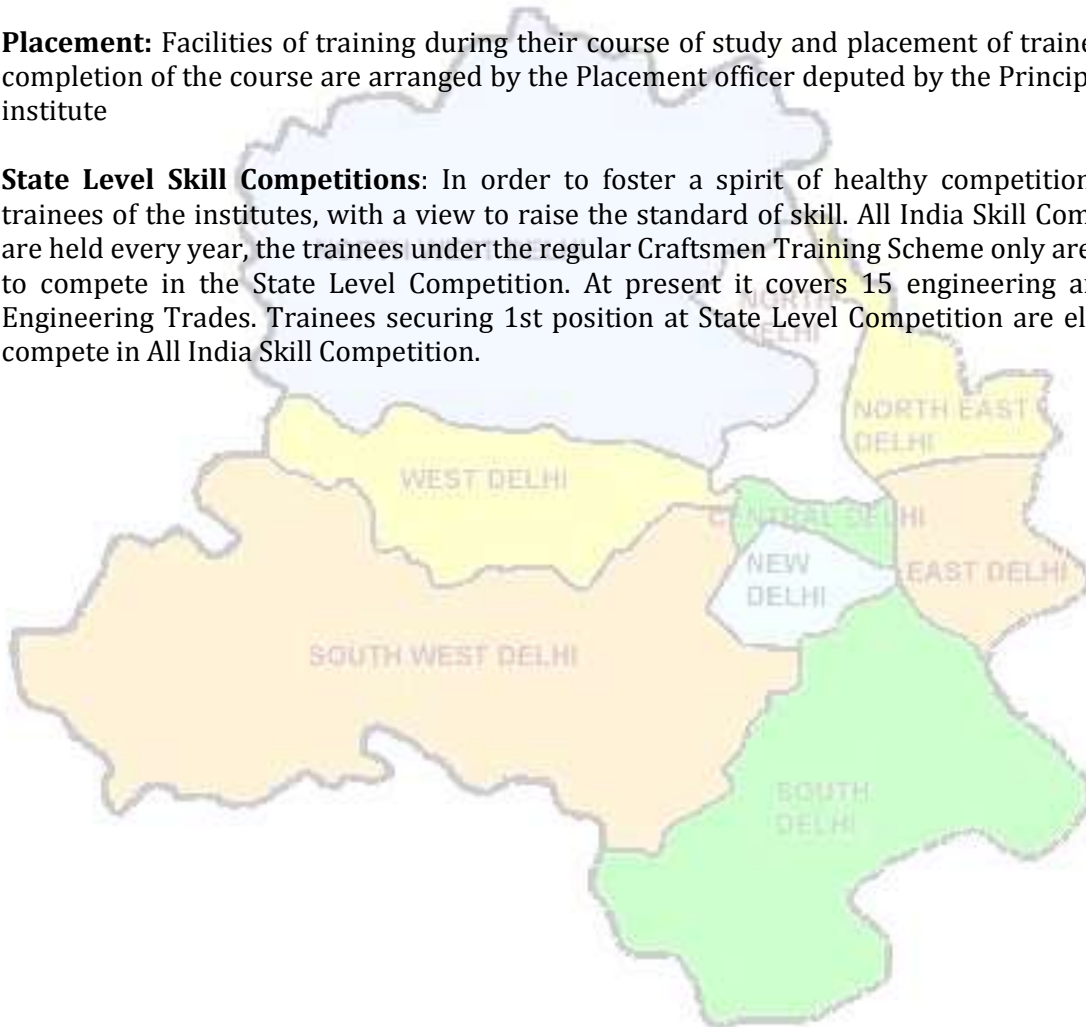 Placement: Facilities of training during their course of study and placement of traine
completion of the course are arranged by the Placement officer deputed by the Princip
institute
State Level Skill Competitions: In order to foster a spirit of healthy competition
trainees of the institutes, with a view to raise the standard of skill. All India Skill Com
are held every year, the trainees under the regular Craftsmen Training Scheme only are
to compete in the State Level Competition. At present it covers 15 engineering a
Engineering Trades. Trainees securing 1st position at State Level Competition are el
compete in All India Skill Competition.
NORTH WEST DELHI
NORTH
DELHI
NORTH EAST
DELHI
WEST DELHI
CENTRAL DELHI
NEW
DELHI
EAST DELHI
SOUTH WEST DELHI
SOUTH
DELHI